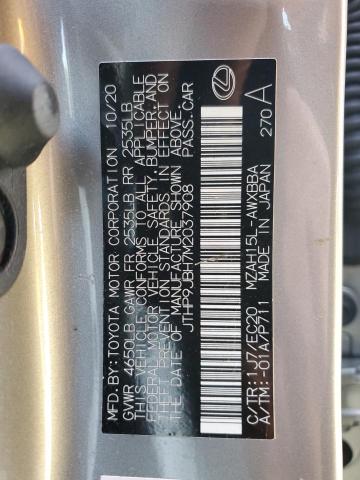 MFD.BY:TOYOTA MOTOR CORPORATION 10/20
GVWR 4650LB GAWR FR 2535LB RR 2535LB
THIS VEHICLE CONFORMS TO ALL APPLICABLE
FEDERAL MOTOR VEHICLE SAFETY, BUMPER,AND
THEFT PREVENTION STANDARDS IN EFFECT ON
THE DATE OF MANUFACTURE SHOWN ABOVE.
JTHP9JBH7M2037908 PASS.CAR
C/TR:1J7/EC20 MZAH15L-AWXBBA
A/TM:-01A/P711 MADE IN JAPAN 270 A